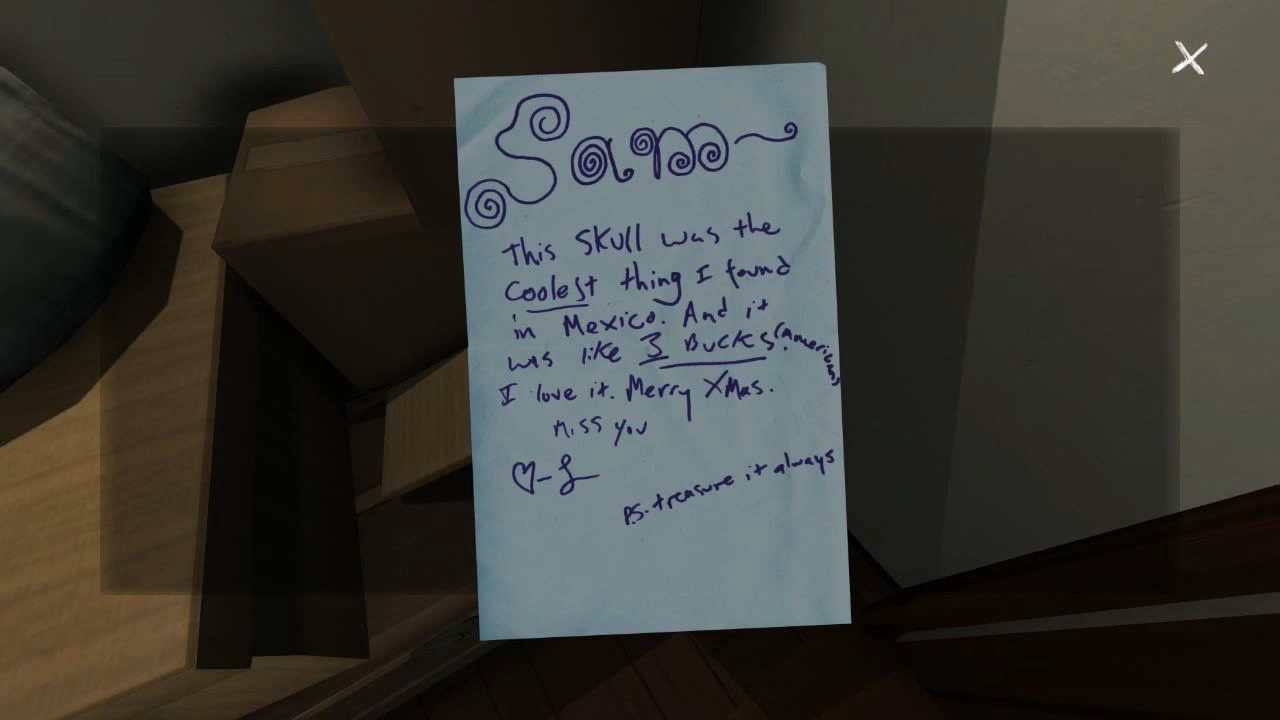 Sam
This SKull was the
Coolest thing I found
in Mexico. And it
was like 3 Bucks. (American)
I love it. Merry XMas.
Miss you
♡-L
P.S. treasure it always